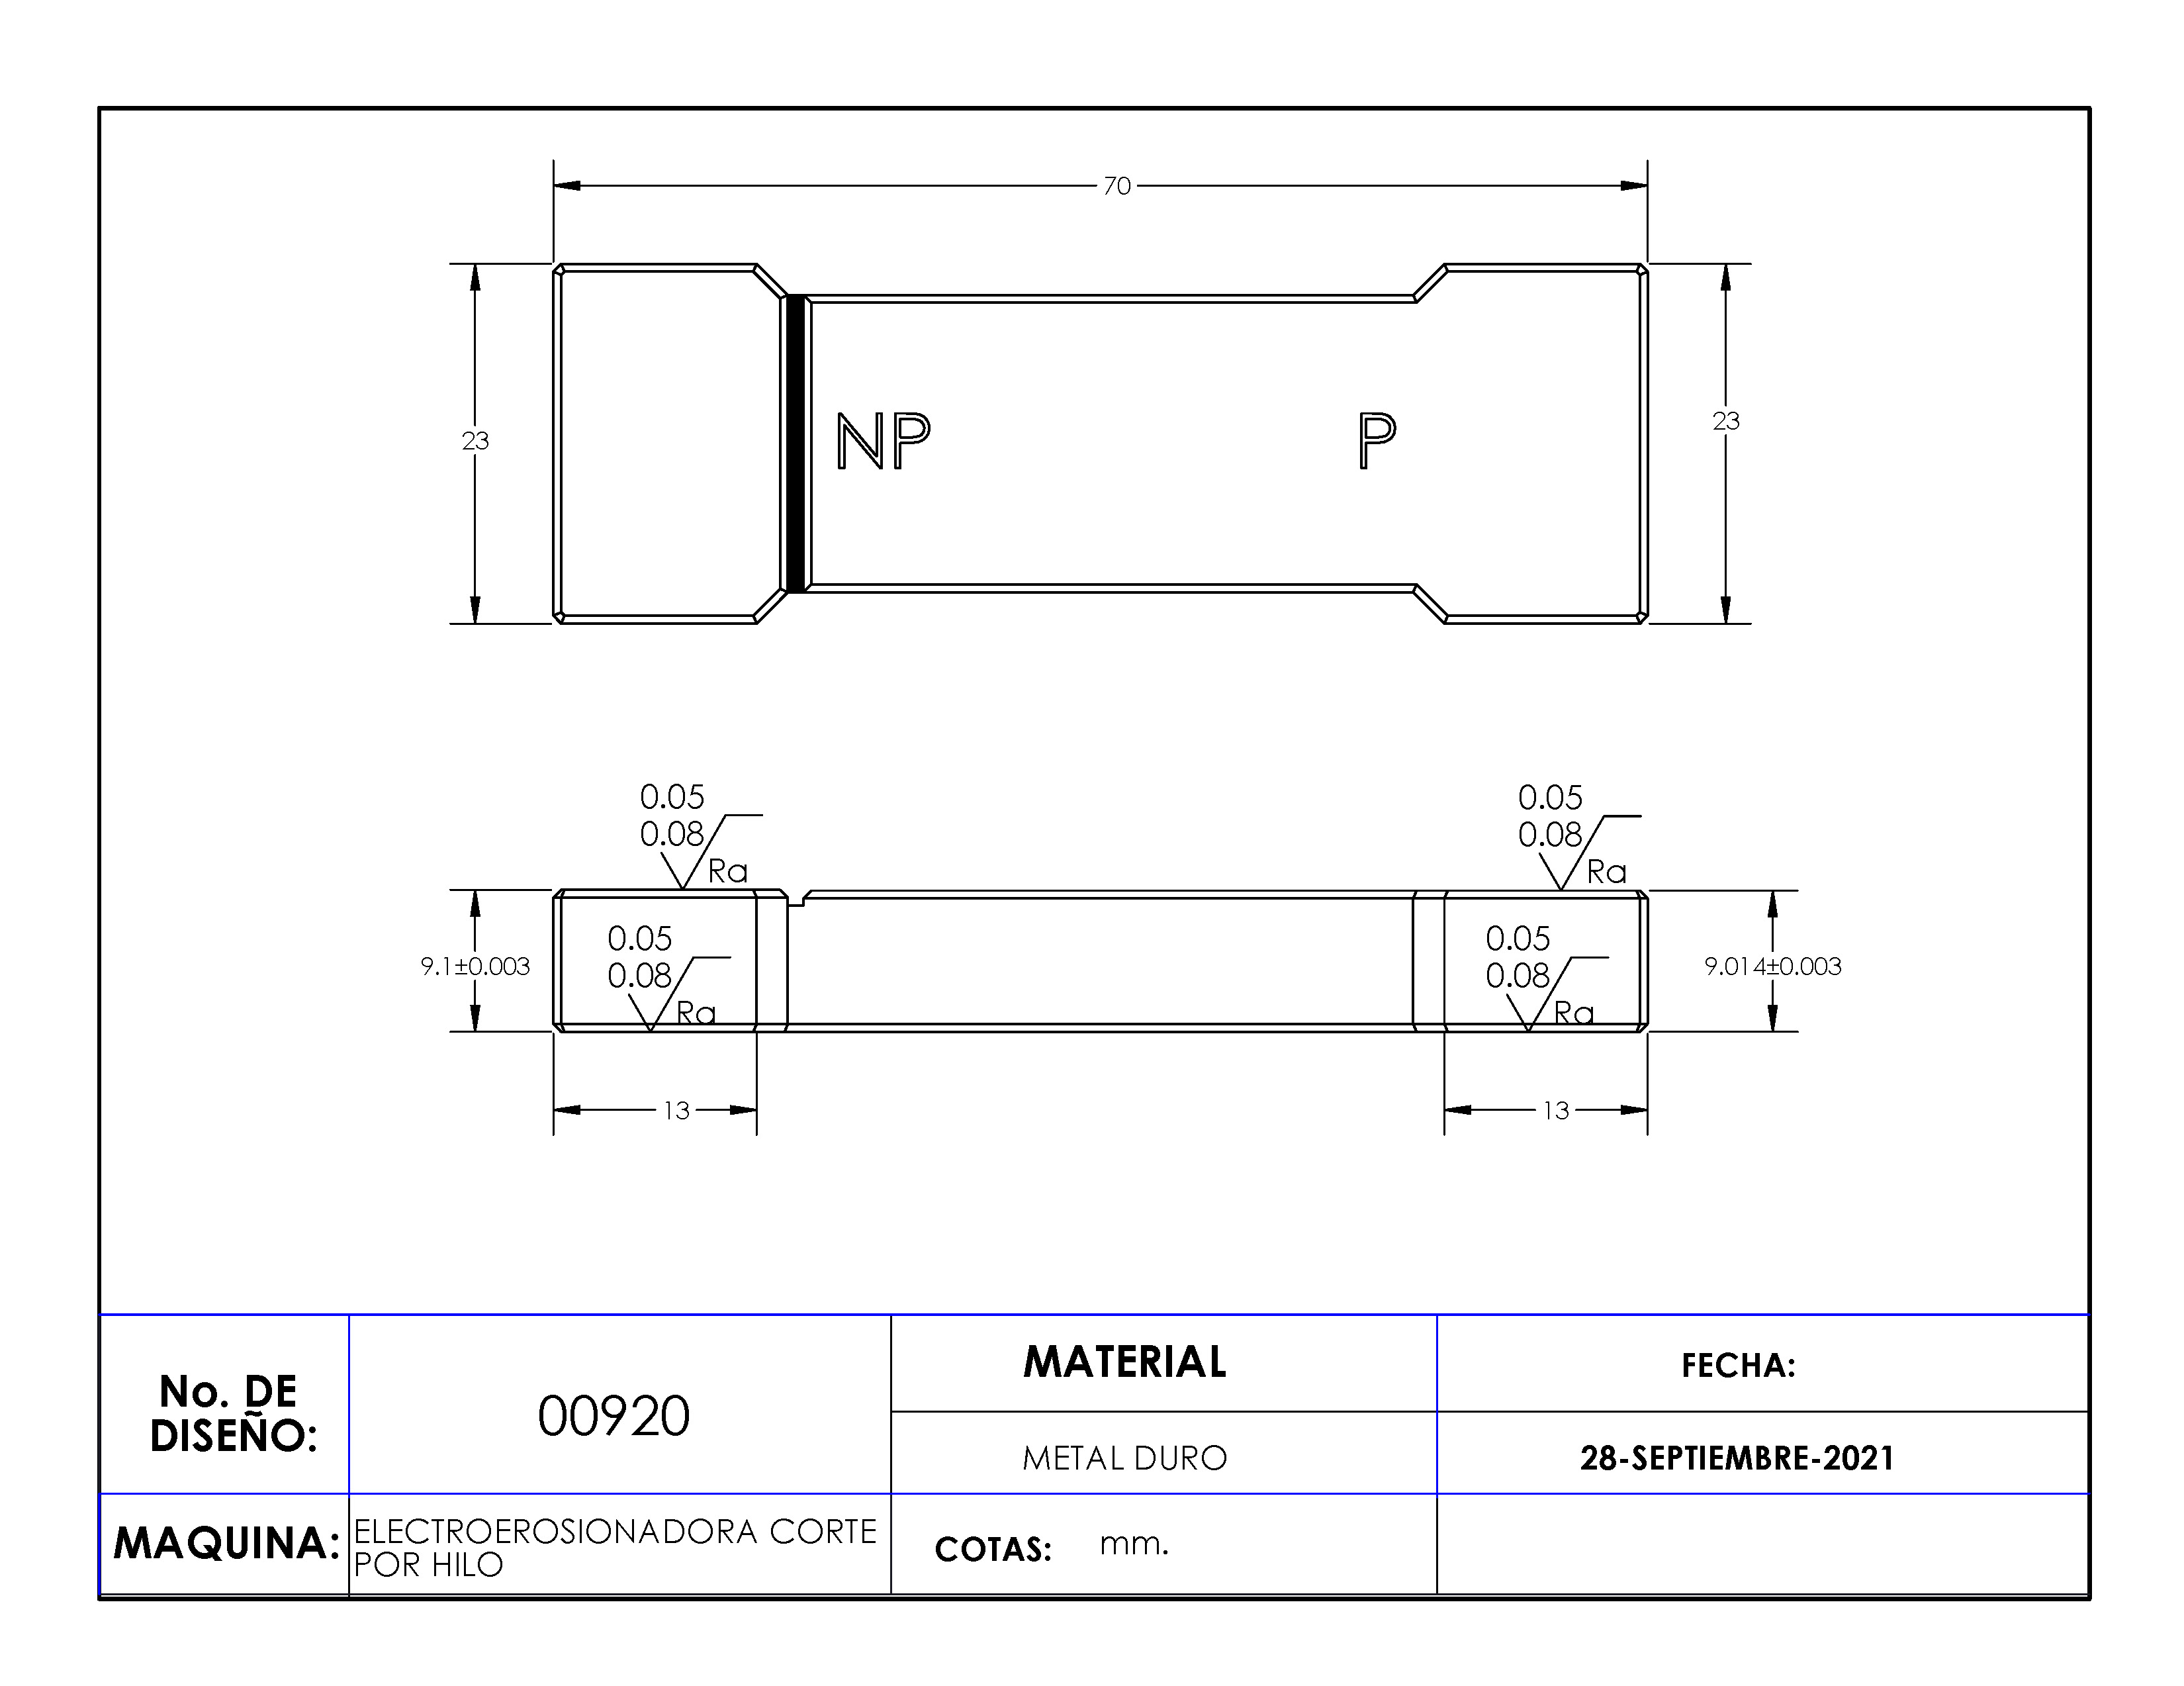 70
23
23
NP
P
0.05
0.08
Ra
0.05
0.08
Ra
9.1±0.003
0.05
0.08
Ra
0.05
0.08
Ra
9.014±0.003
13
13
No. DE
DISEÑO:
00920
MATERIAL
METAL DURO
FECHA:
28-SEPTIEMBRE-2021
MAQUINA:
ELECTROEROSIONADORA CORTE
POR HILO
COTAS: mm.